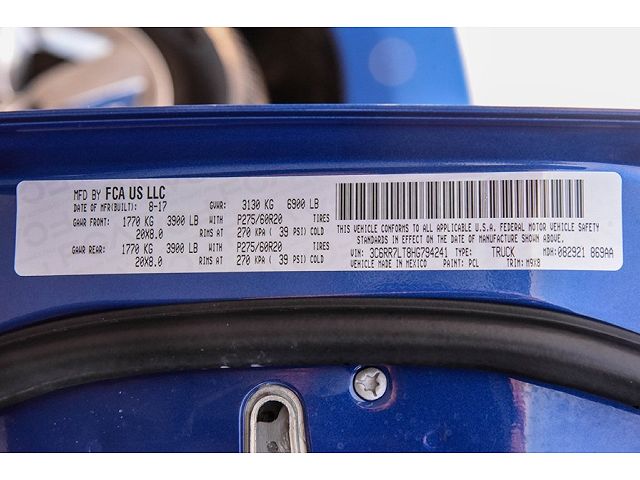 MFD BY FCA US LLC
DATE OF MFR(BUILT): 8-17 GVWR: 3130 KG 6900 LB
GAWR FRONT: 1770 KG 3900 LB WITH P275/60R20 TIRES
20X8.0 RIMS AT 270 KPA ( 39 PSI) COLD
GAWR REAR: 1770 KG 3900 LB WITH P275/60R20 TIRES
20X8.0 RIMS AT 270 KPA ( 39 PSI) COLD
THIS VEHICLE CONFORMS TO ALL APPLICABLE U.S.A. FEDERAL MOTOR VEHICLE SAFETY
STANDARDS IN EFFECT ON THE DATE OF MANUFACTURE SHOWN ABOVE.
VIN: 3C6RR7LT8HG794241 TYPE: TRUCK MDH: 082921 869AA
VEHICLE MADE IN MEXICO PAINT: PCL TRIM: M9X8